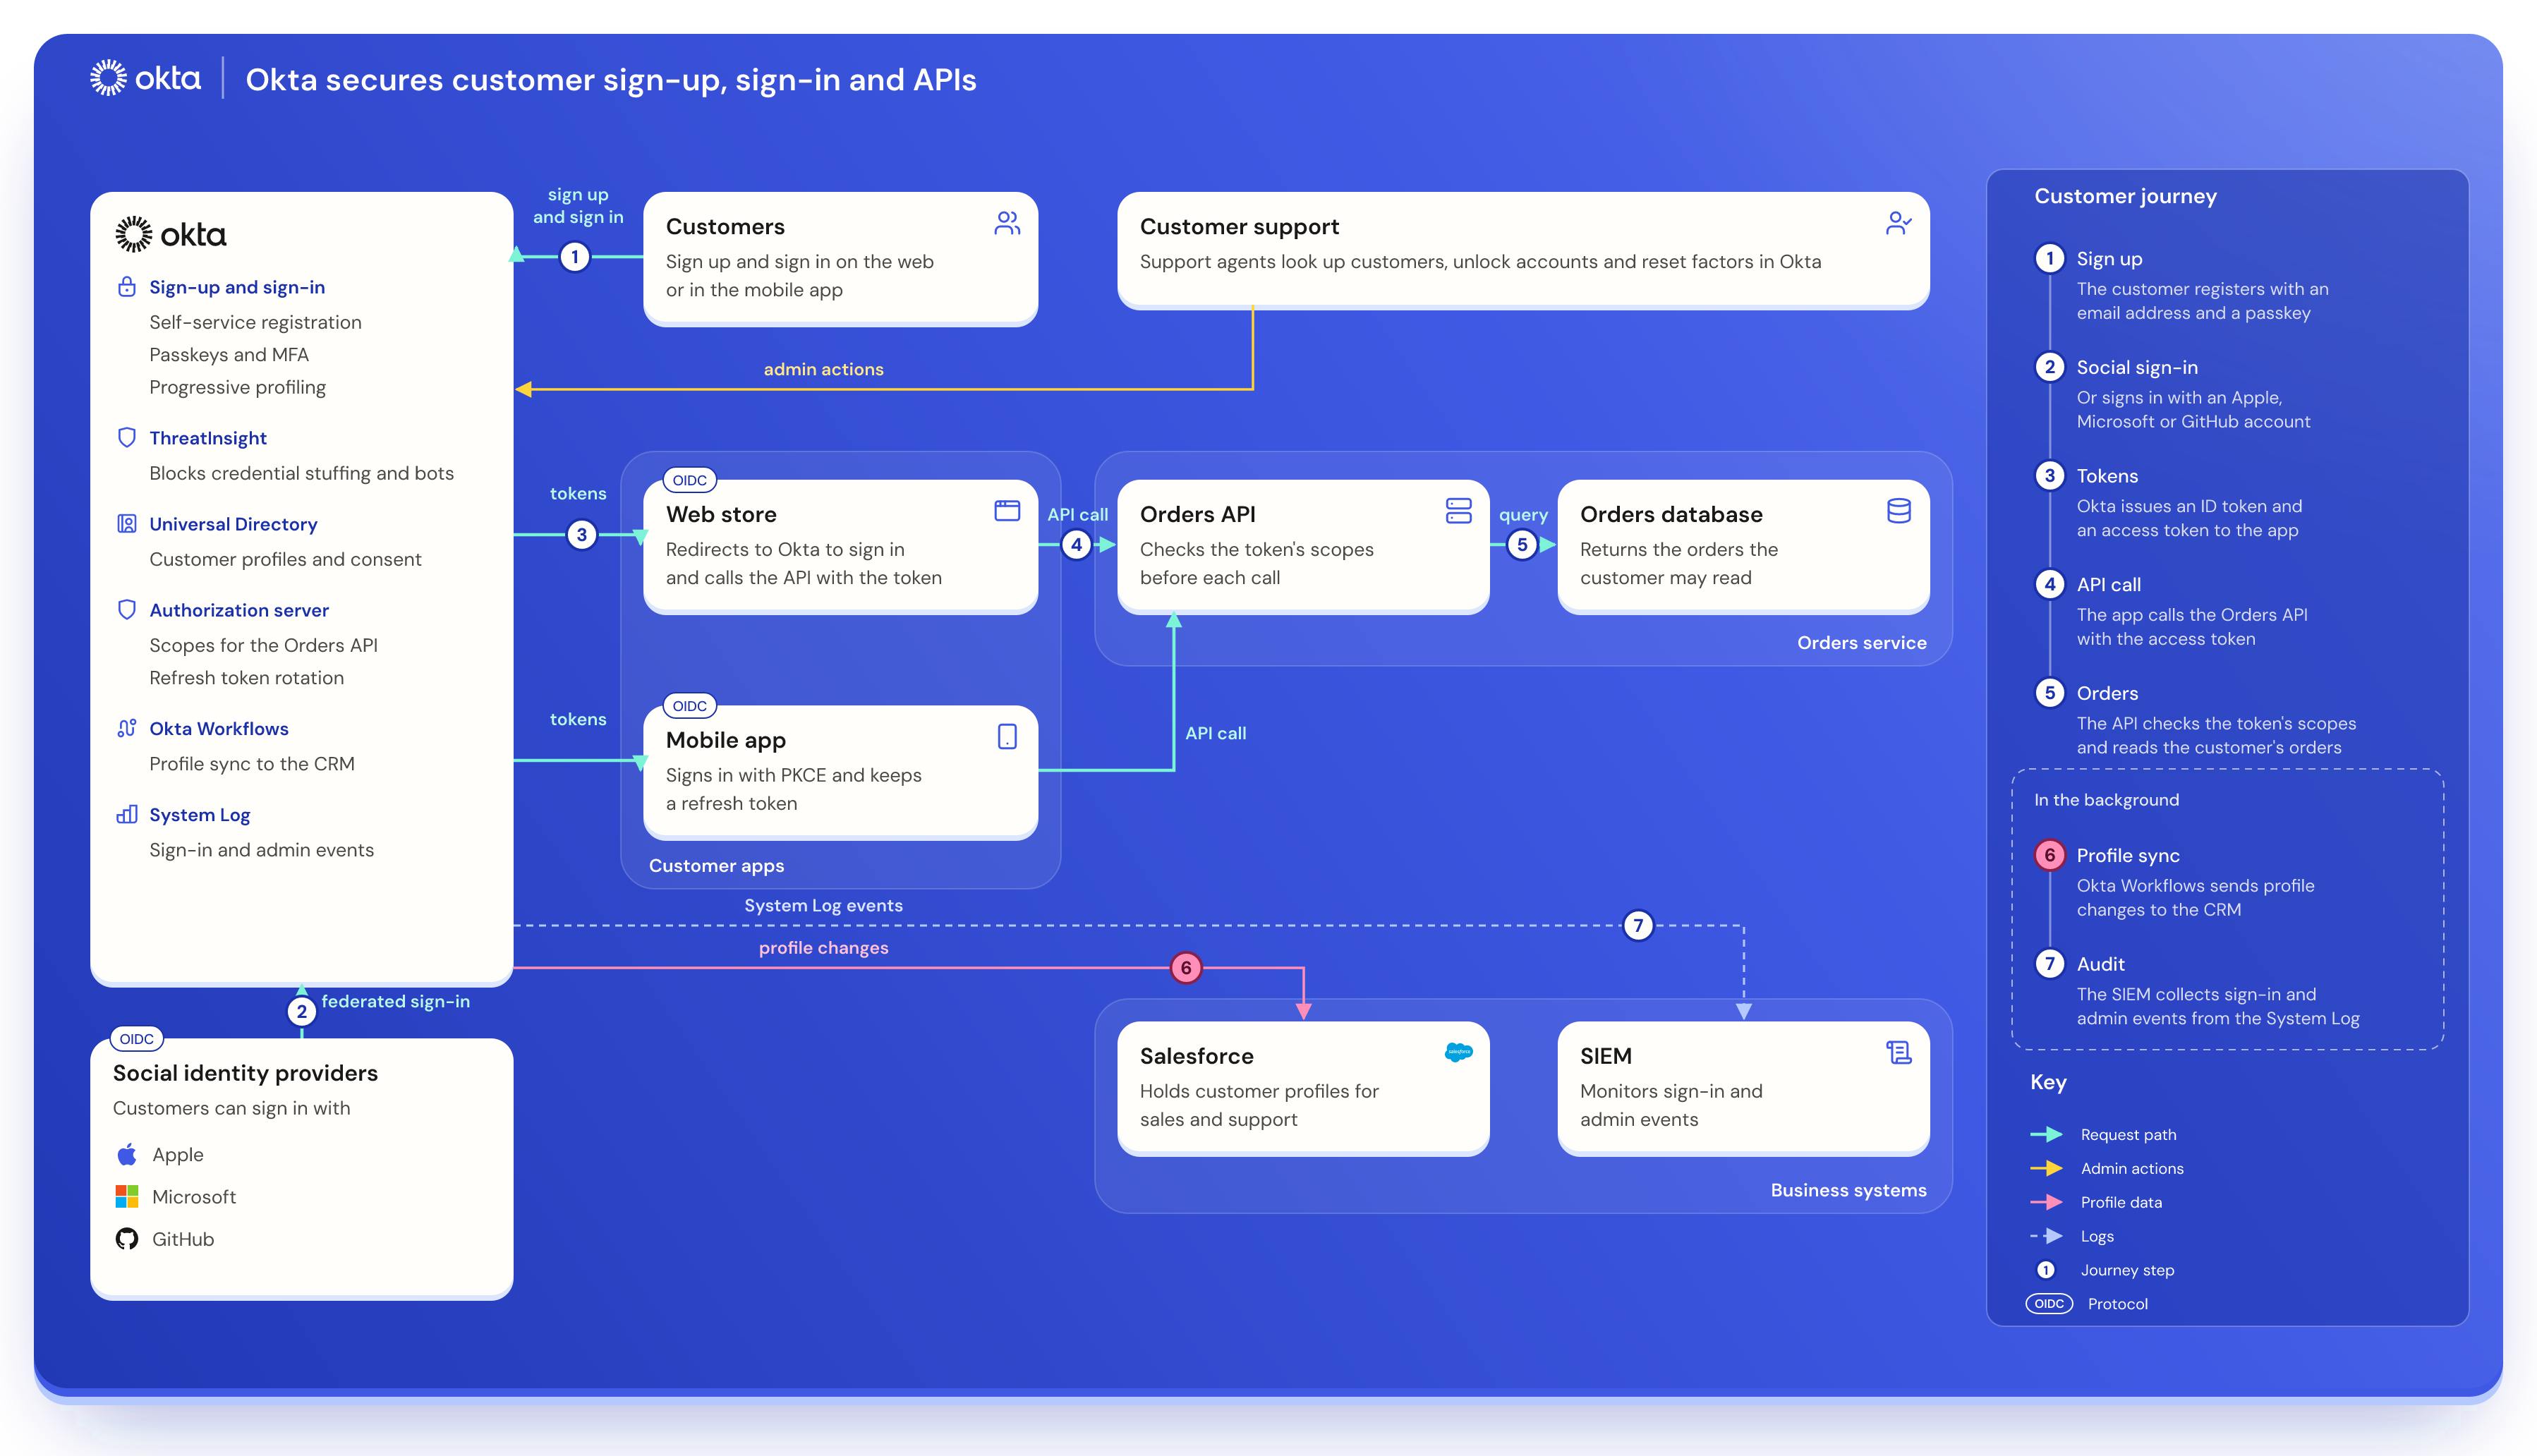 okta
Okta secures customer sign-up, sign-in and APIs
okta
Sign-up and sign-in
Self-service registration
Passkeys and MFA
Progressive profiling
ThreatInsight
Blocks credential stuffing and bots
Universal Directory
Customer profiles and consent
Authorization server
Scopes for the Orders API
Refresh token rotation
Okta Workflows
Profile sync to the CRM
System Log
Sign-in and admin events
sign up
and sign in
1
Customers
Sign up and sign in on the web
or in the mobile app
Customer support
Support agents look up customers, unlock accounts and reset factors in Okta
admin actions
tokens
3
OIDC
Web store
Redirects to Okta to sign in
and calls the API with the token
API call
4
Orders API
Checks the token's scopes
before each call
query
5
Orders database
Returns the orders the
customer may read
Orders service
tokens
OIDC
Mobile app
Signs in with PKCE and keeps
a refresh token
API call
Customer apps
System Log events
7
profile changes
6
2
federated sign-in
OIDC
Social identity providers
Customers can sign in with
Apple
Microsoft
GitHub
Salesforce
salesforce
Holds customer profiles for
sales and support
SIEM
Monitors sign-in and
admin events
Business systems
Customer journey
1
Sign up
The customer registers with an
email address and a passkey
2
Social sign-in
Or signs in with an Apple,
Microsoft or GitHub account
3
Tokens
Okta issues an ID token and
an access token to the app
4
API call
The app calls the Orders API
with the access token
5
Orders
The API checks the token's scopes
and reads the customer's orders
In the background
6
Profile sync
Okta Workflows sends profile
changes to the CRM
7
Audit
The SIEM collects sign-in and
admin events from the System Log
Key
Request path
Admin actions
Profile data
Logs
1
Journey step
OIDC
Protocol